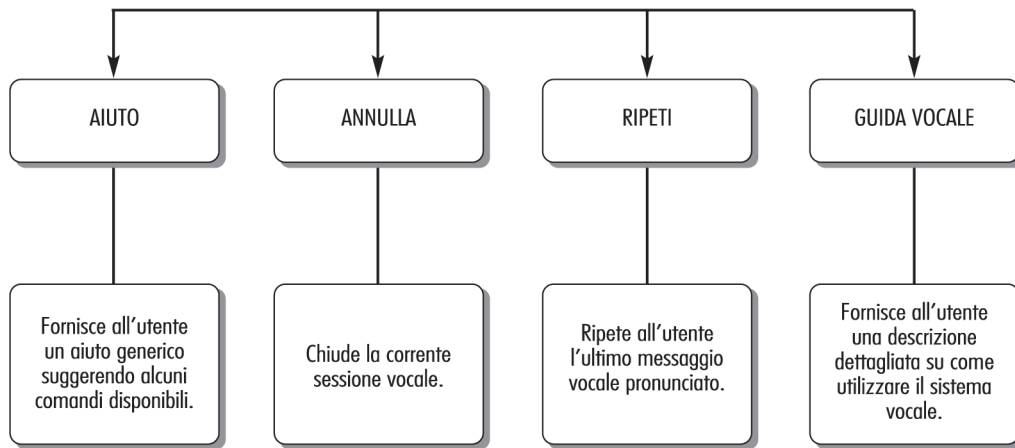 AIUTO
ANNULLA
RIPETI
GUIDA VOCALE
Fornisce all'utente
un aiuto generico
suggerendo alcuni
comandi disponibili.
Chiude la corrente
sessione vocale.
Ripete all'utente
l'ultimo messaggio
vocale pronunciato.
Fornisce all'utente
una descrizione
dettagliata su come
utilizzare il sistema
vocale.